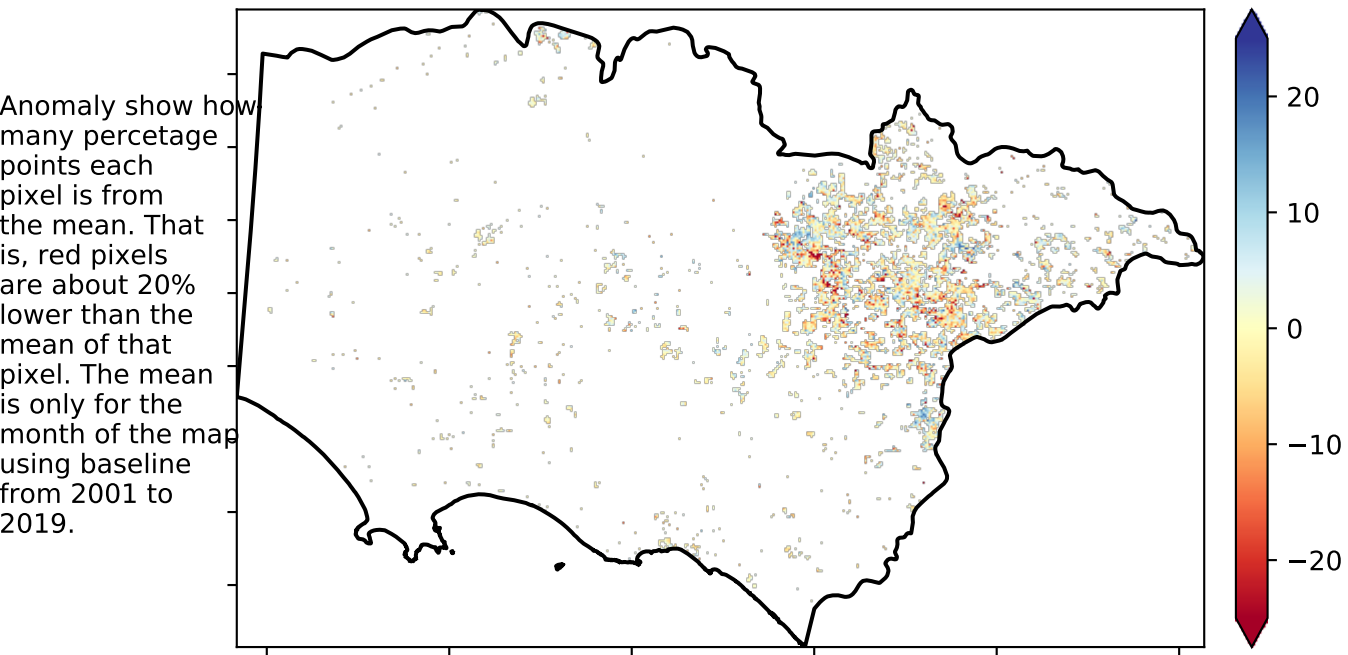 Anomaly show how
many percetage
points each
pixel is from
the mean. That
is, red pixels
are about 20%
lower than the
mean of that
pixel. The mean
is only for the
month of the map
using baseline
from 2001 to
2019.
20
10
0
−10
−20